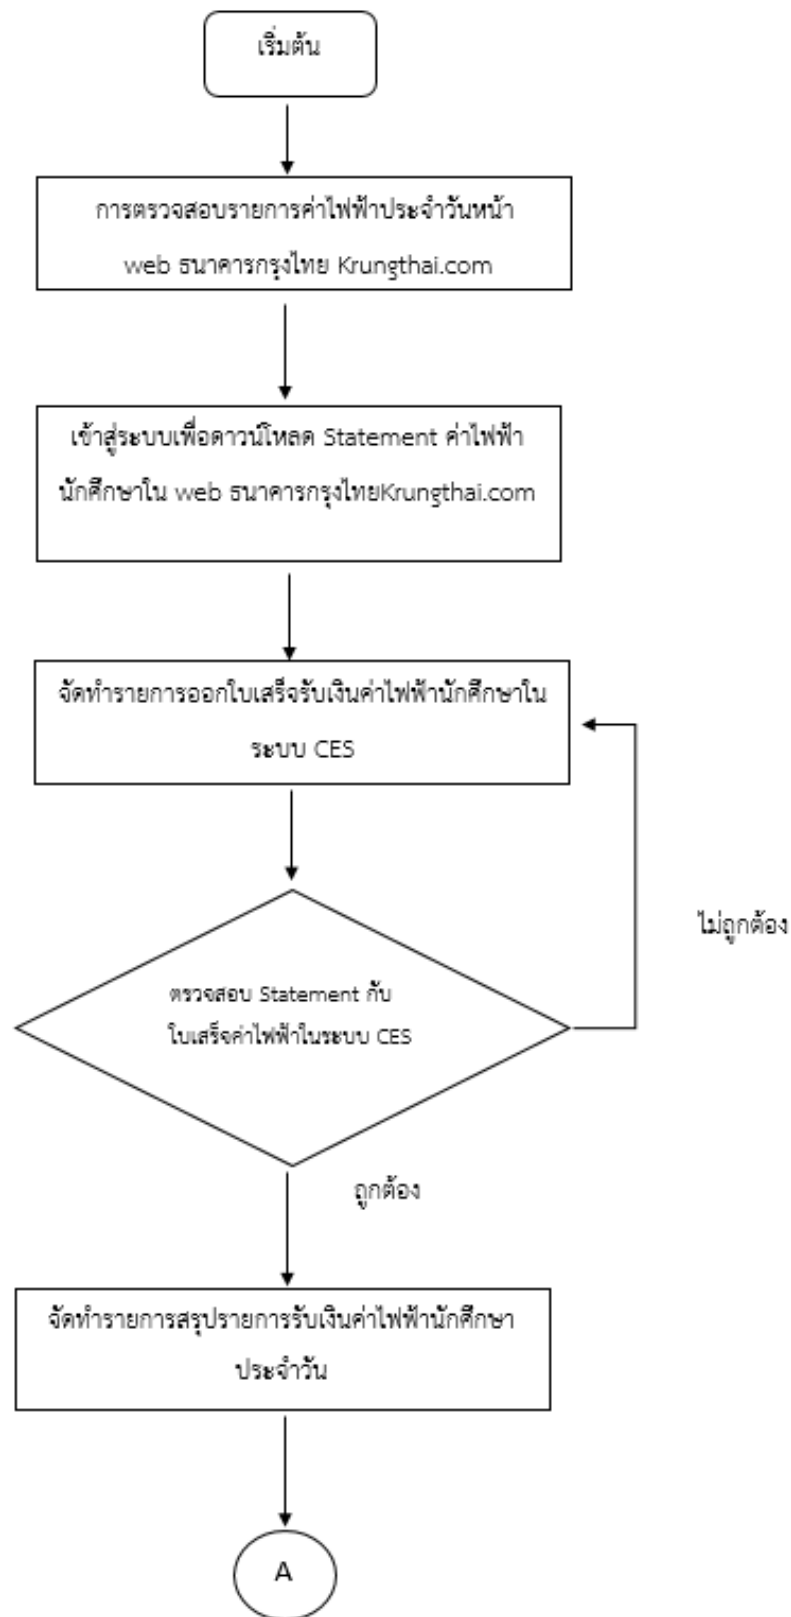 เริ่มต้น
การตรวจสอบรายการค่าไฟฟ้าประจำวันหน้า
web ธนาคารกรุงไทย Krungthai.com
เข้าสู่ระบบเพื่อดาวน์โหลด Statement ค่าไฟฟ้า
นักศึกษาใน web ธนาคารกรุงไทยKrungthai.com
จัดทำรายการออกใบเสร็จรับเงินค่าไฟฟ้านักศึกษาใน
ระบบ CES
ไม่ถูกต้อง
ตรวจสอบ Statement กับ
ใบเสร็จค่าไฟฟ้าในระบบ CES
ถูกต้อง
จัดทำรายการสรุปรายการรับเงินค่าไฟฟ้านักศึกษา
ประจำวัน
A